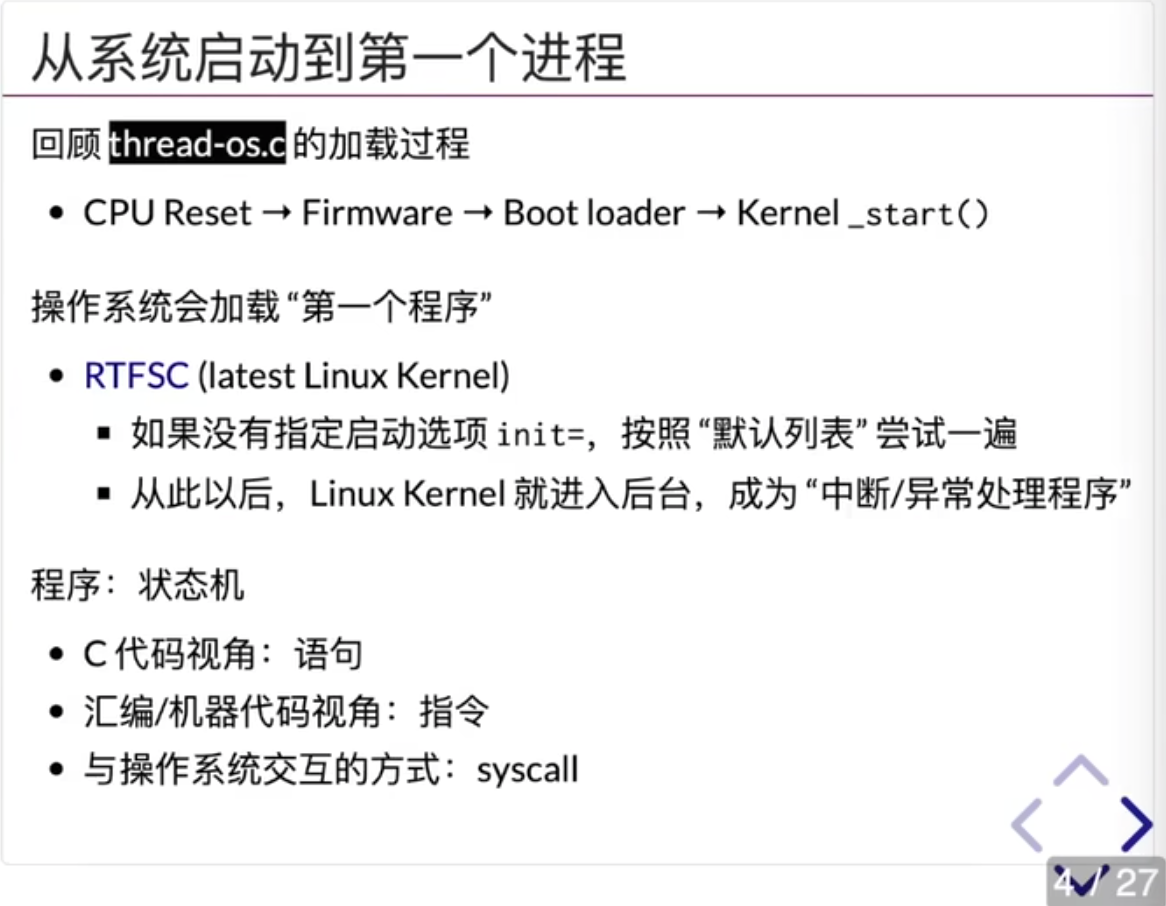 从系统启动到第一个进程
回顾 thread-os.c 的加载过程
• CPU Reset → Firmware → Boot loader → Kernel _start()
操作系统会加载 “第一个程序”
• RTFSC (latest Linux Kernel)
▪ 如果没有指定启动选项 init=，按照 “默认列表” 尝试一遍
▪ 从此以后，Linux Kernel 就进入后台，成为 “中断/异常处理程序”
程序：状态机
• C 代码视角：语句
• 汇编/机器代码视角：指令
• 与操作系统交互的方式：syscall
4 / 27